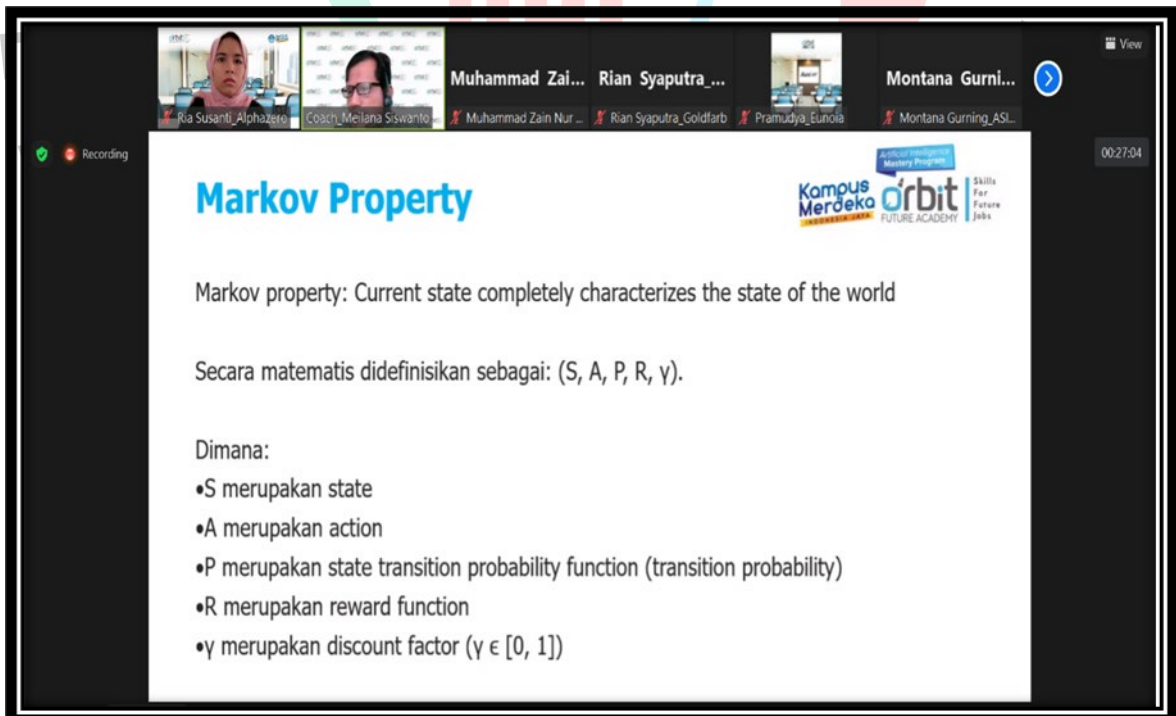 View
Muhammad Zai...
Rian Syaputra_...
Montana Gurni...
Ria Susanti_Alphazero
Coach_Meilana Siswanto
Muhammad Zain Nur ...
Rian Syaputra_Goldfarb
Pramudya_Eunoia
Montana Gurning_ASI...
Recording
00:27:04
Markov Property
Kampus
Merdeka
INDONESIA JAYA
Artificial Intelligence
Mastery Program
orbit
FUTURE ACADEMY
Skills
For
Future
Jobs
Markov property: Current state completely characterizes the state of the world
Secara matematis didefinisikan sebagai: (S, A, P, R, γ).
Dimana:
•S merupakan state
•A merupakan action
•P merupakan state transition probability function (transition probability)
•R merupakan reward function
•γ merupakan discount factor (γ ϵ [0, 1])